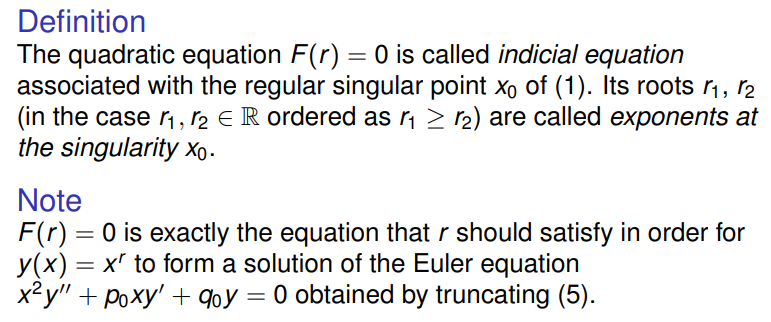 Definition
The quadratic equation F(r) = 0 is called indicial equation
associated with the regular singular point x₀ of (1). Its roots r₁, r₂
(in the case r₁, r₂ ∈ ℝ ordered as r₁ ≥ r₂) are called exponents at
the singularity x₀.
Note
F(r) = 0 is exactly the equation that r should satisfy in order for
y(x) = xʳ to form a solution of the Euler equation
x²y″ + p₀xy′ + q₀y = 0 obtained by truncating (5).